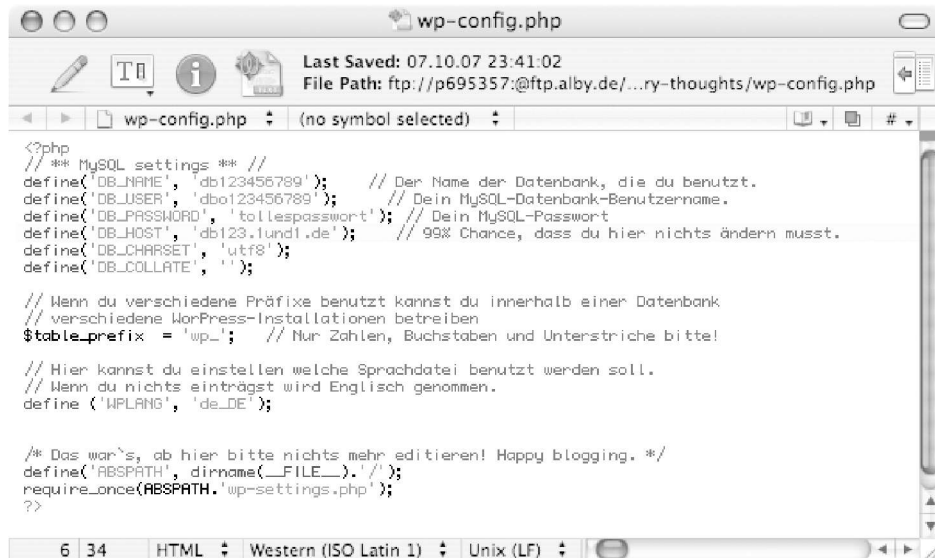 wp-config.php
Last Saved: 07.10.07 23:41:02
File Path: ftp://p695357:@ftp.alby.de/...ry-thoughts/wp-config.php
wp-config.php (no symbol selected) #
<?php
// ** MySQL settings ** //
define('DB_NAME', 'db123456789'); // Der Name der Datenbank, die du benutzt.
define('DB_USER', 'dbo123456789'); // Dein MySQL-Datenbank-Benutzername.
define('DB_PASSWORD', 'tollespasswort'); // Dein MySQL-Passwort
define('DB_HOST', 'db123.1und1.de'); // 99% Chance, dass du hier nichts ändern musst.
define('DB_CHARSET', 'utf8');
define('DB_COLLATE', '');
// Wenn du verschiedene Präfixe benutzt kannst du innerhalb einer Datenbank
// verschiedene WorPress-Installationen betreiben
$table_prefix = 'wp_'; // Nur Zahlen, Buchstaben und Unterstriche bitte!
// Hier kannst du einstellen welche Sprachdatei benutzt werden soll.
// Wenn du nichts einträgst wird Englisch genommen.
define ('WPLANG', 'de_DE');
/* Das war`s, ab hier bitte nichts mehr editieren! Happy blogging. */
define('ABSPATH', dirname(__FILE__).'/');
require_once(ABSPATH.'wp-settings.php');
?>
6 34 HTML Western (ISO Latin 1) Unix (LF)